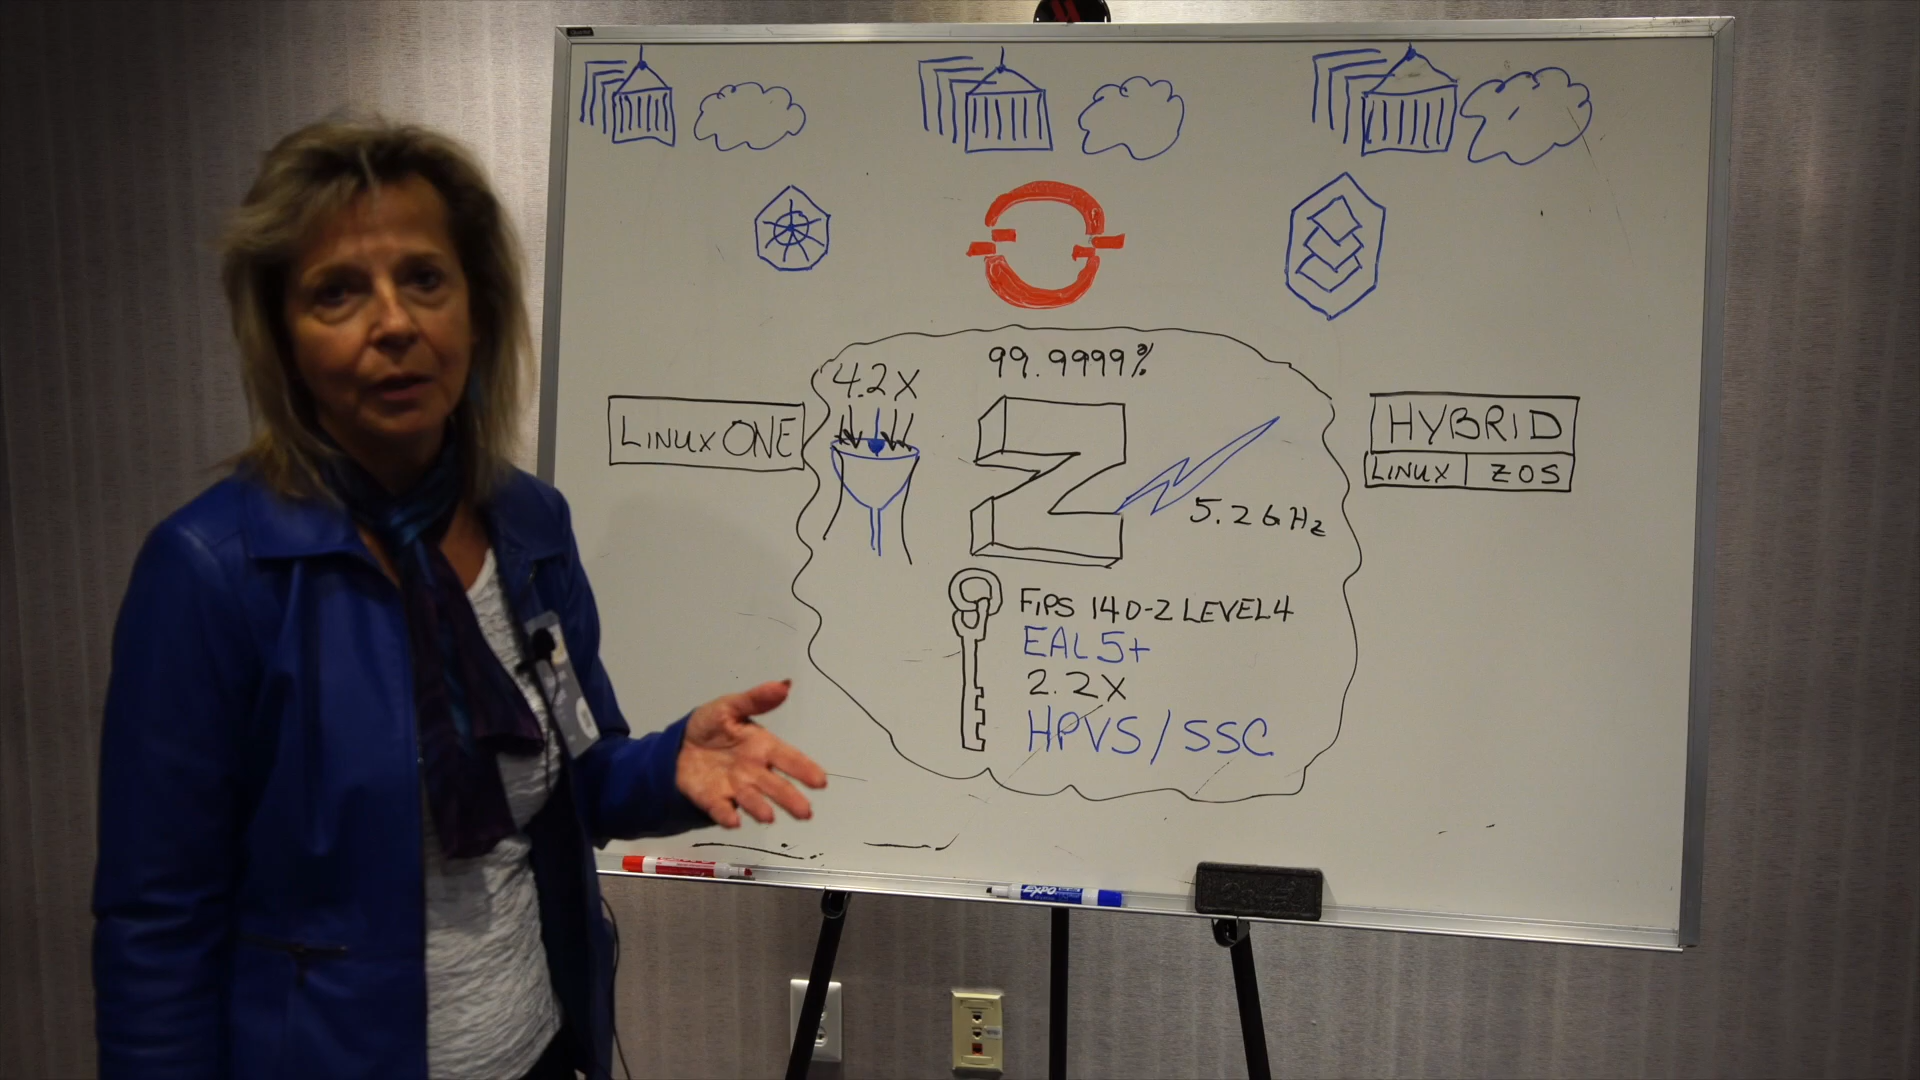 99.9999%
4.2X
LINUXONE
HYBRID
LINUX ZOS
Z
5.2GHz
FIPS 140-2 LEVEL4
EAL5+
2.2X
HPVS/SSC
EXPO